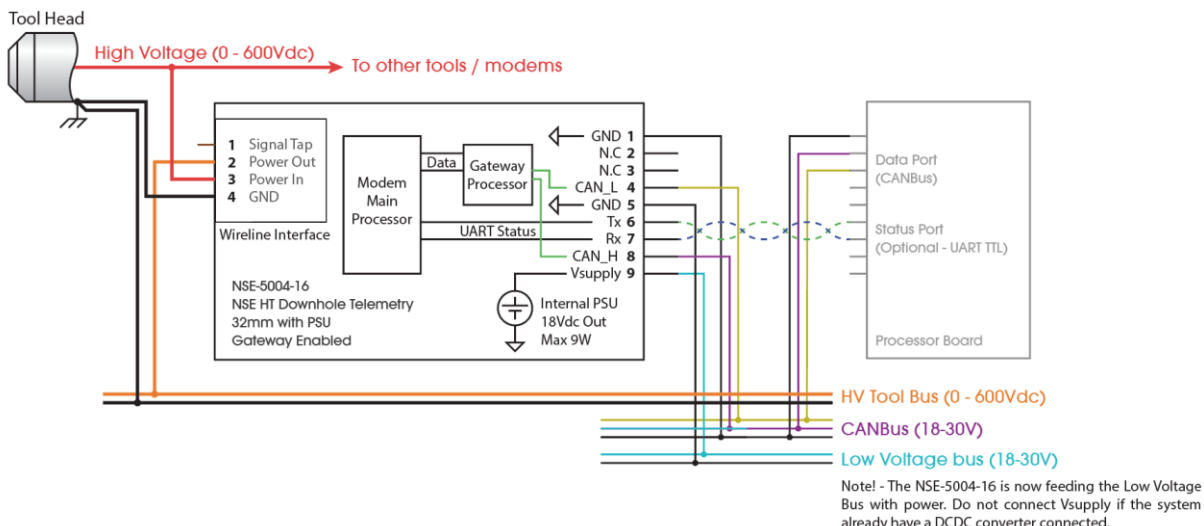 Tool Head
High Voltage (0 - 600Vdc)
To other tools / modems
1 Signal Tap
2 Power Out
3 Power In
4 GND
Wireline Interface
Modem
Main
Processor
Data
Gateway
Processor
UART Status
GND 1
N.C 2
N.C 3
CAN_L 4
GND 5
Tx 6
Rx 7
CAN_H 8
Vsupply 9
Internal PSU
18Vdc Out
Max 9W
NSE-5004-16
NSE HT Downhole Telemetry
32mm with PSU
Gateway Enabled
Data Port
(CANBus)
Status Port
(Optional - UART TTL)
Processor Board
HV Tool Bus (0 - 600Vdc)
CANBus (18-30V)
Low Voltage bus (18-30V)
Note! - The NSE-5004-16 is now feeding the Low Voltage
Bus with power. Do not connect Vsupply if the system
already have a DCDC converter connected.